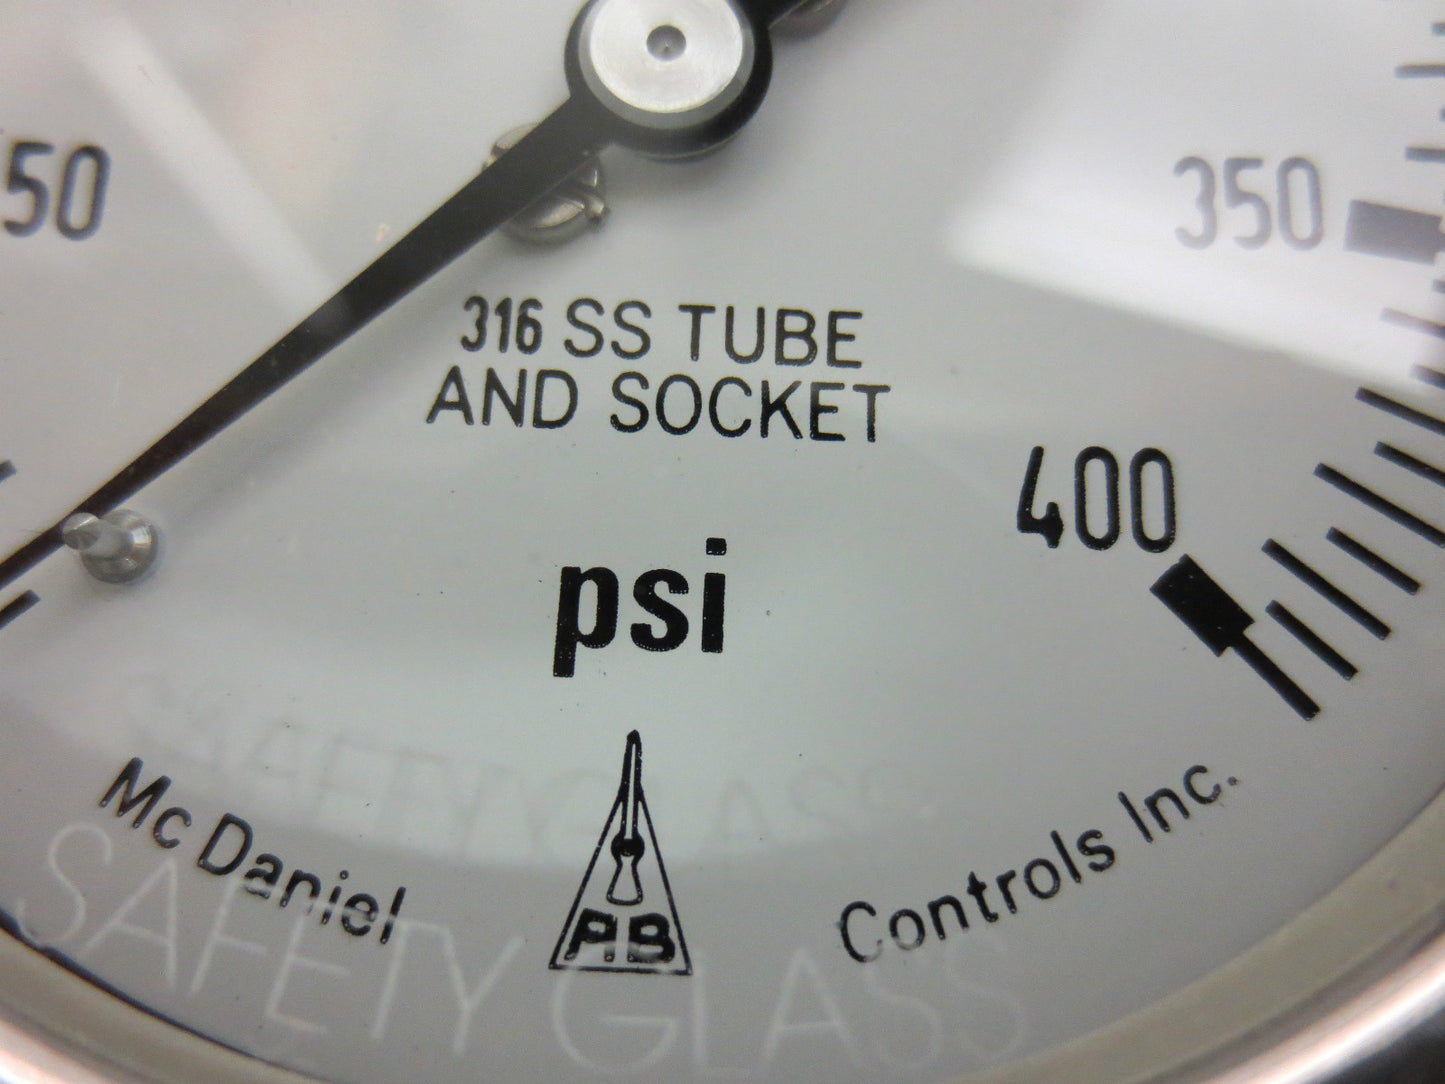 50
350
316 SS TUBE
AND SOCKET
400
psi
Mc Daniel
Controls Inc.
SAFETY GLASS